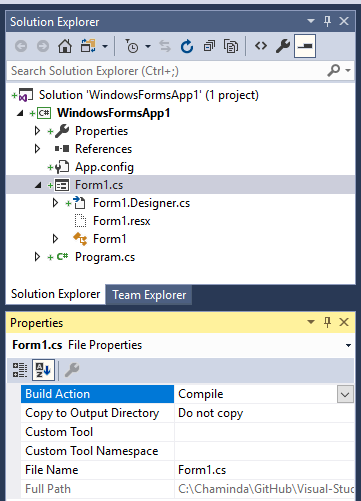 Solution Explorer
Search Solution Explorer (Ctrl+;)
Solution 'WindowsFormsApp1' (1 project)
C# WindowsFormsApp1
Properties
References
App.config
Form1.cs
Form1.Designer.cs
Form1.resx
Form1
C# Program.cs
Solution Explorer Team Explorer
Properties
Form1.cs File Properties
Build Action Compile
Copy to Output Directory Do not copy
Custom Tool
Custom Tool Namespace
File Name Form1.cs
Full Path C:\Chaminda\GitHub\Visual-Stud